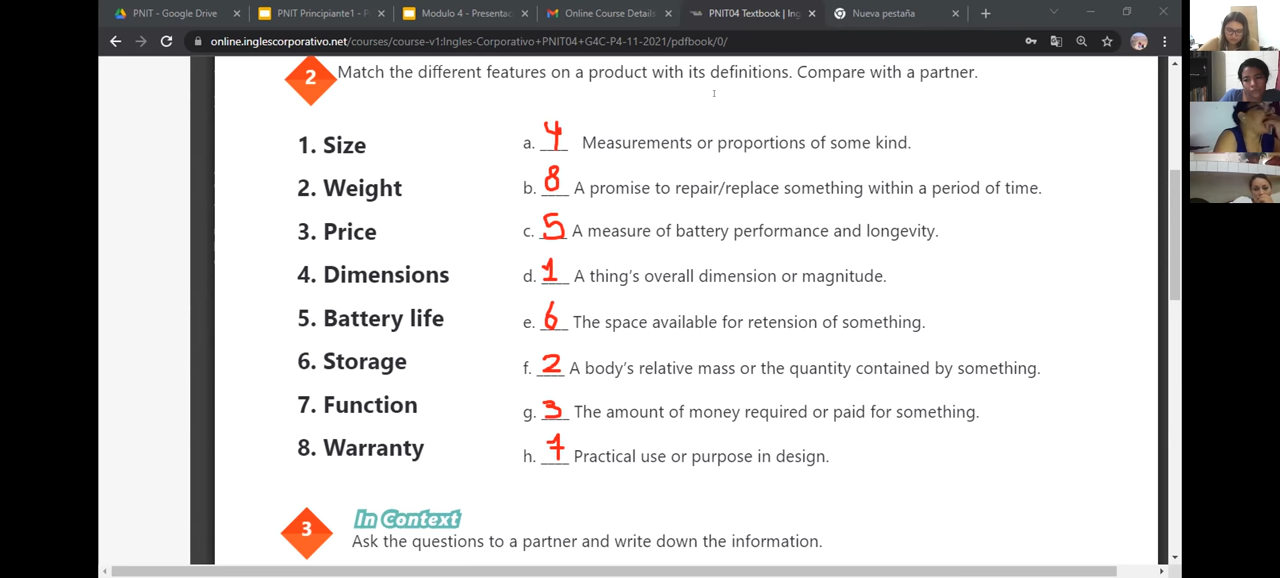 PNIT - Google Drive
PNIT Principiante1 - P
Modulo 4 - Presentac
Online Course Details
PNIT04 Textbook | Ing
Nueva pestaña
online.inglescorporativo.net/courses/course-v1:Ingles-Corporativo+PNIT04+G4C-P4-11-2021/pdfbook/0/
2 Match the different features on a product with its definitions. Compare with a partner.
1. Size
2. Weight
3. Price
4. Dimensions
5. Battery life
6. Storage
7. Function
8. Warranty
a. 4 Measurements or proportions of some kind.
b. 8 A promise to repair/replace something within a period of time.
c. 5 A measure of battery performance and longevity.
d. 1 A thing's overall dimension or magnitude.
e. 6 The space available for retension of something.
f. 2 A body's relative mass or the quantity contained by something.
g. 3 The amount of money required or paid for something.
h. 7 Practical use or purpose in design.
3 In Context
Ask the questions to a partner and write down the information.